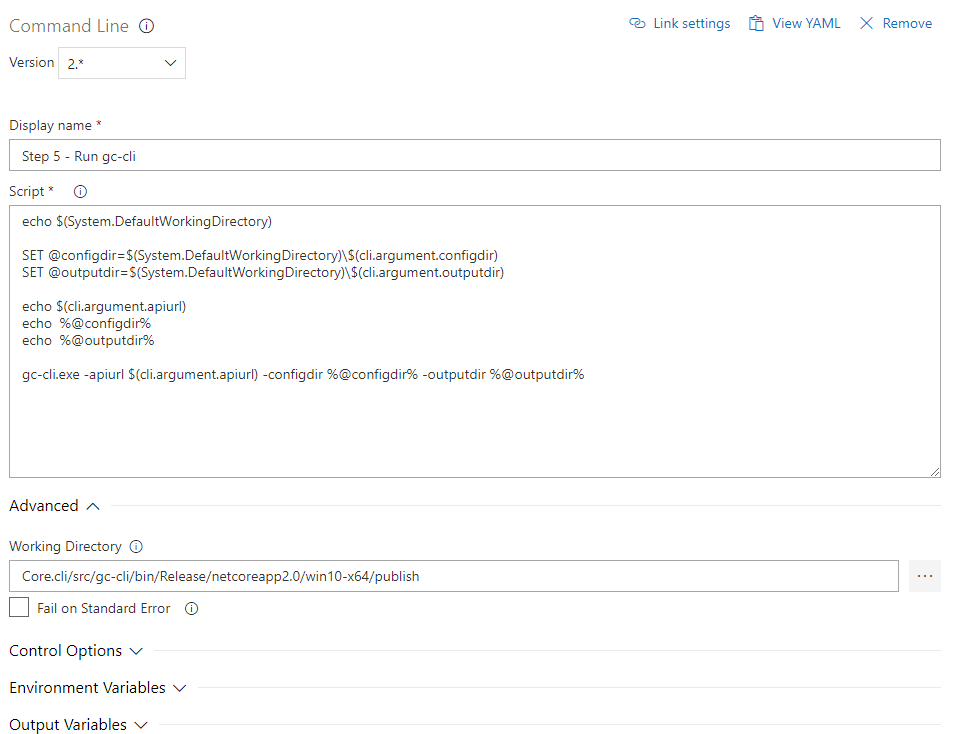 Command Line
Link settings
View YAML
Remove
Version
2.*
Display name *
Step 5 - Run gc-cli
Script *
echo $(System.DefaultWorkingDirectory)
SET @configdir=$(System.DefaultWorkingDirectory)\$(cli.argument.configdir)
SET @outputdir=$(System.DefaultWorkingDirectory)\$(cli.argument.outputdir)
echo $(cli.argument.apiurl)
echo  %@configdir%
echo  %@outputdir%
gc-cli.exe -apiurl $(cli.argument.apiurl) -configdir %@configdir% -outputdir %@outputdir%
Advanced
Working Directory
Core.cli/src/gc-cli/bin/Release/netcoreapp2.0/win10-x64/publish
...
Fail on Standard Error
Control Options
Environment Variables
Output Variables